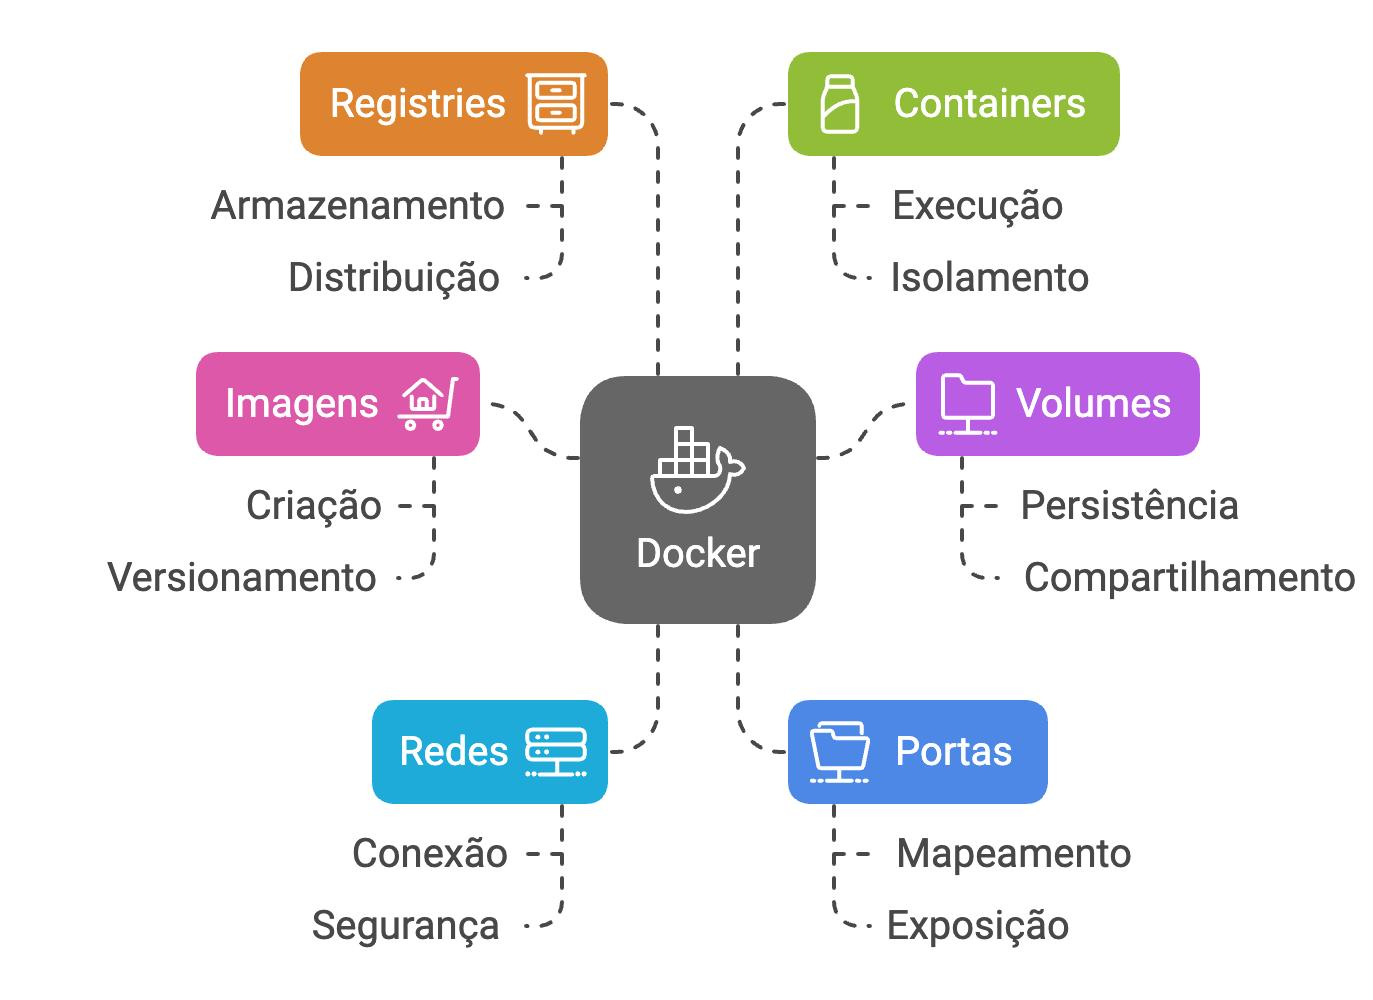 Registries
Armazenamento
Distribuição
Containers
Execução
Isolamento
Imagens
Criação
Versionamento
Docker
Volumes
Persistência
Compartilhamento
Redes
Conexão
Segurança
Portas
Mapeamento
Exposição